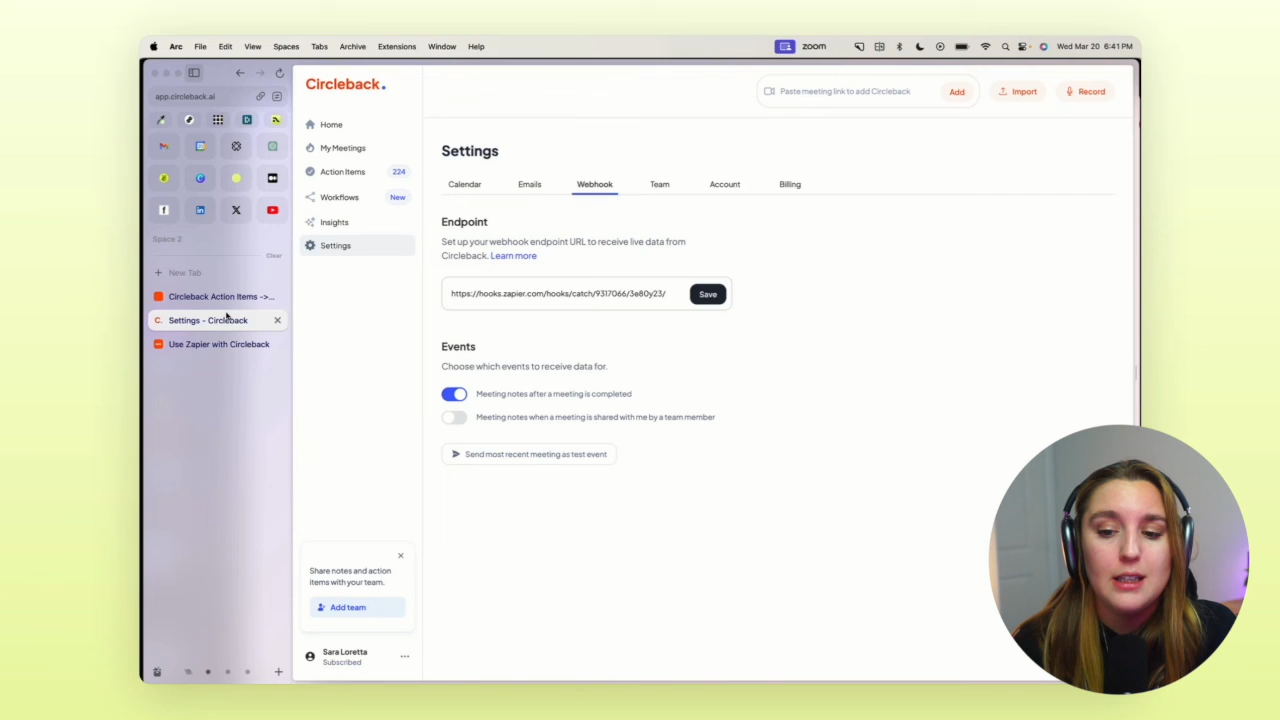 Arc File Edit View Spaces Tabs Archive Extensions Window Help
zoom
Wed Mar 20 6:41 PM
app.circleback.ai
Space 2
Clear
New Tab
Circleback Action Items ->...
Settings - Circleback
Use Zapier with Circleback
Circleback.
Home
My Meetings
Action Items 224
Workflows New
Insights
Settings
Share notes and action
items with your team.
Add team
Sara Loretta
Subscribed
Paste meeting link to add Circleback Add Import Record
Settings
Calendar Emails Webhook Team Account Billing
Endpoint
Set up your webhook endpoint URL to receive live data from
Circleback. Learn more
https://hooks.zapier.com/hooks/catch/9317066/3e80y23/ Save
Events
Choose which events to receive data for.
Meeting notes after a meeting is completed
Meeting notes when a meeting is shared with me by a team member
Send most recent meeting as test event